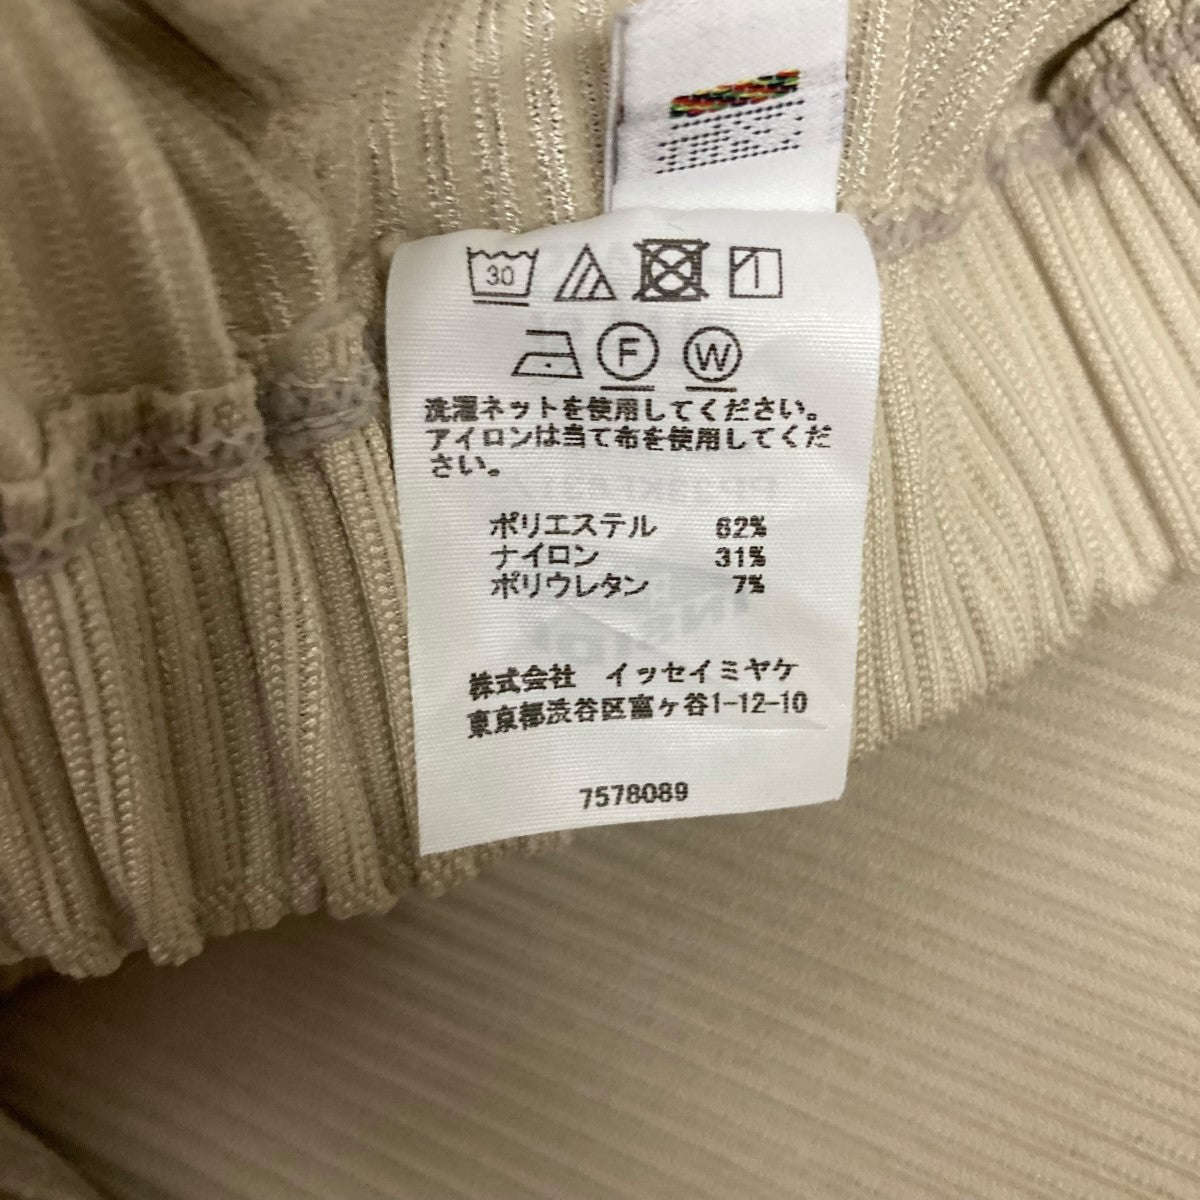 30
F W
洗濯ネットを使用してください。
アイロンは当て布を使用してくだ
さい。
ポリエステル 62%
ナイロン 31%
ポリウレタン 7%
株式会社 イッセイミヤケ
東京都渋谷区富ヶ谷1-12-10
7578089